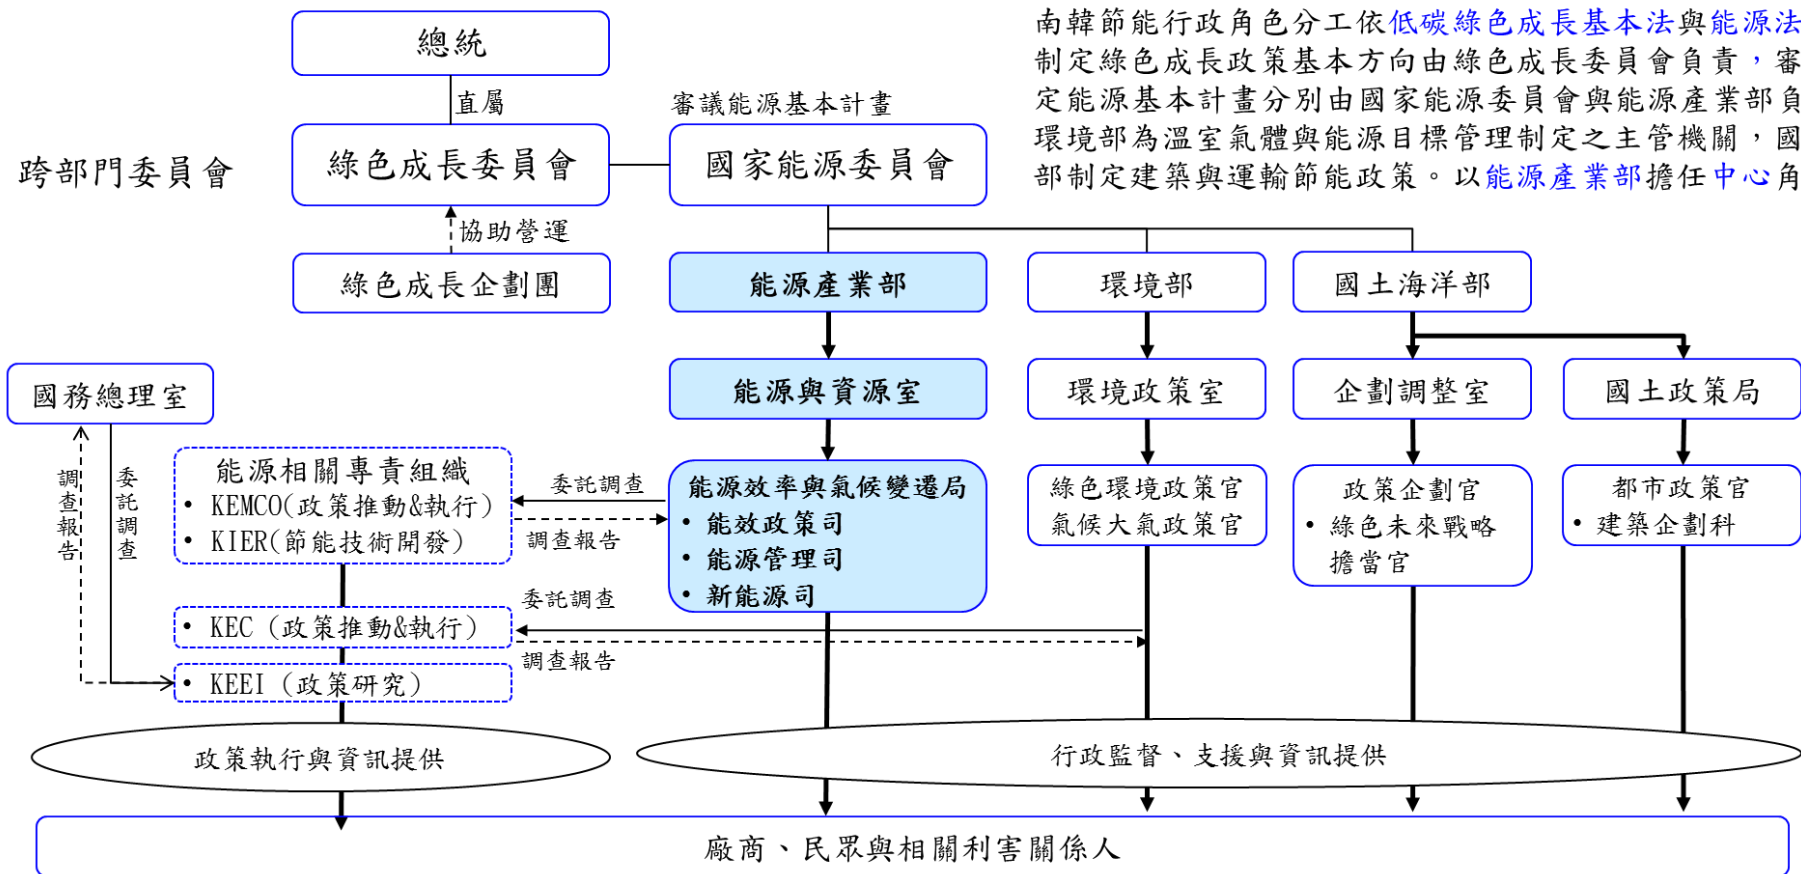 總統
南韓節能行政角色分工依低碳綠色成長基本法與能源法
制定綠色成長政策基本方向由綠色成長委員會負責，審
定能源基本計畫分別由國家能源委員會與能源產業部負
環境部為溫室氣體與能源目標管理制定之主管機關，國
部制定建築與運輸節能政策。以能源產業部擔任中心角
直屬
審議能源基本計畫
跨部門委員會
綠色成長委員會
國家能源委員會
協助營運
綠色成長企劃團
能源產業部
環境部
國土海洋部
國務總理室
能源與資源室
環境政策室
企劃調整室
國土政策局
調查報告
委託調查
能源相關專責組織
• KEMCO(政策推動&執行)
• KIER(節能技術開發)
委託調查
調查報告
能源效率與氣候變遷局
• 能效政策司
• 能源管理司
• 新能源司
綠色環境政策官
氣候大氣政策官
政策企劃官
• 綠色未來戰略
擔當官
都市政策官
• 建築企劃科
• KEC (政策推動&執行)
委託調查
調查報告
• KEEI (政策研究)
政策執行與資訊提供
行政監督、支援與資訊提供
廠商、民眾與相關利害關係人